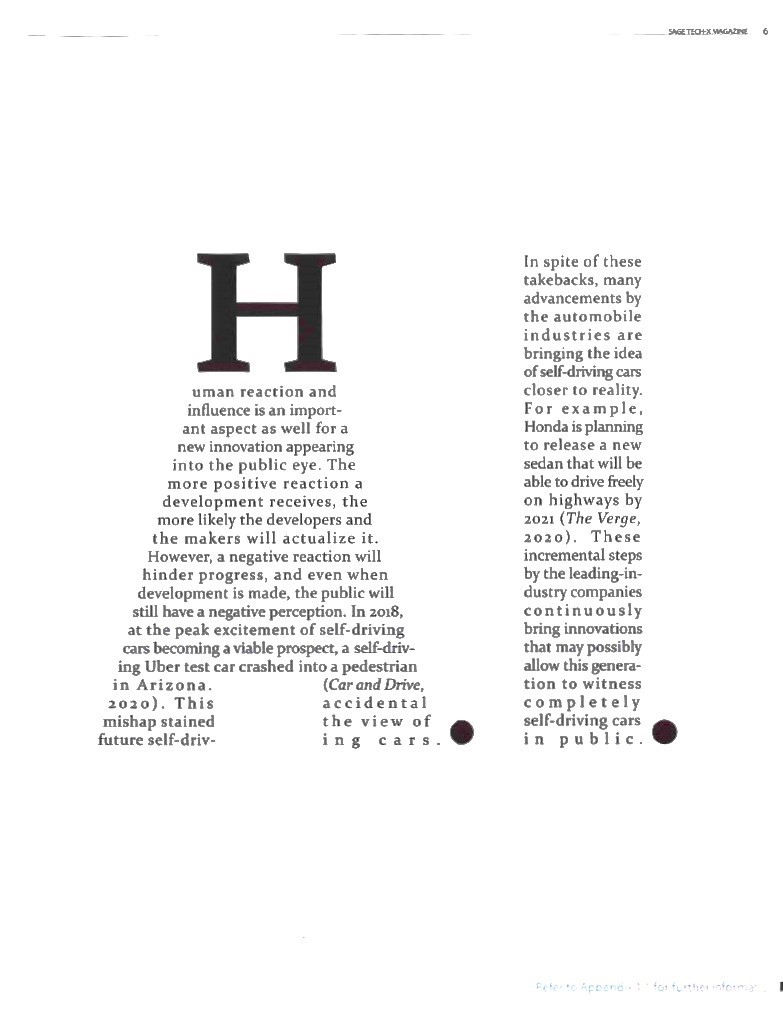 SAGE TECH-X MAGAZINE 6
H
uman reaction and
influence is an import-
ant aspect as well for a
new innovation appearing
into the public eye. The
more positive reaction a
development receives, the
more likely the developers and
the makers will actualize it.
However, a negative reaction will
hinder progress, and even when
development is made, the public will
still have a negative perception. In 2018,
at the peak excitement of self-driving
cars becoming a viable prospect, a self-driv-
ing Uber test car crashed into a pedestrian
in Arizona. (Car and Drive,
2020). This accidental
mishap stained the view of
future self-driv- ing cars.
In spite of these
takebacks, many
advancements by
the automobile
industries are
bringing the idea
of self-driving cars
closer to reality.
For example,
Honda is planning
to release a new
sedan that will be
able to drive freely
on highways by
2021 (The Verge,
2020). These
incremental steps
by the leading-in-
dustry companies
continuously
bring innovations
that may possibly
allow this genera-
tion to witness
completely
self-driving cars
in public.
Refer to for further